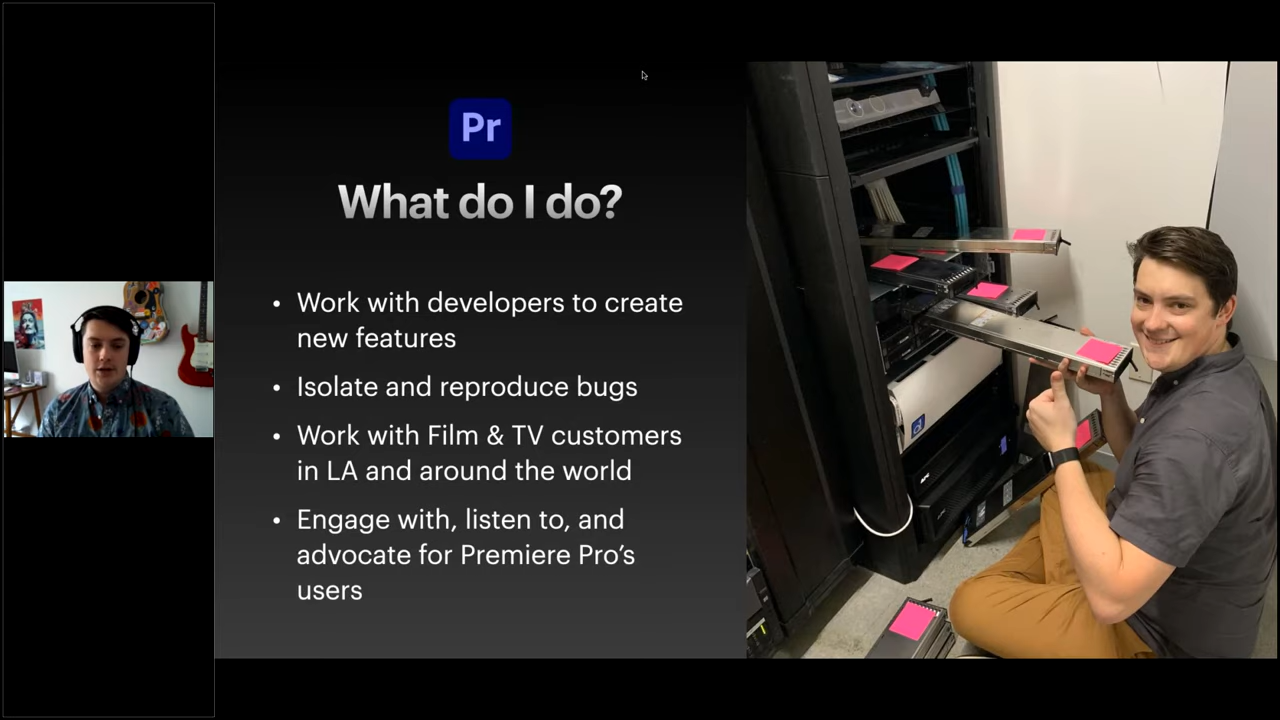 Pr
What do I do?
• Work with developers to create
new features
• Isolate and reproduce bugs
• Work with Film & TV customers
in LA and around the world
• Engage with, listen to, and
advocate for Premiere Pro’s
users